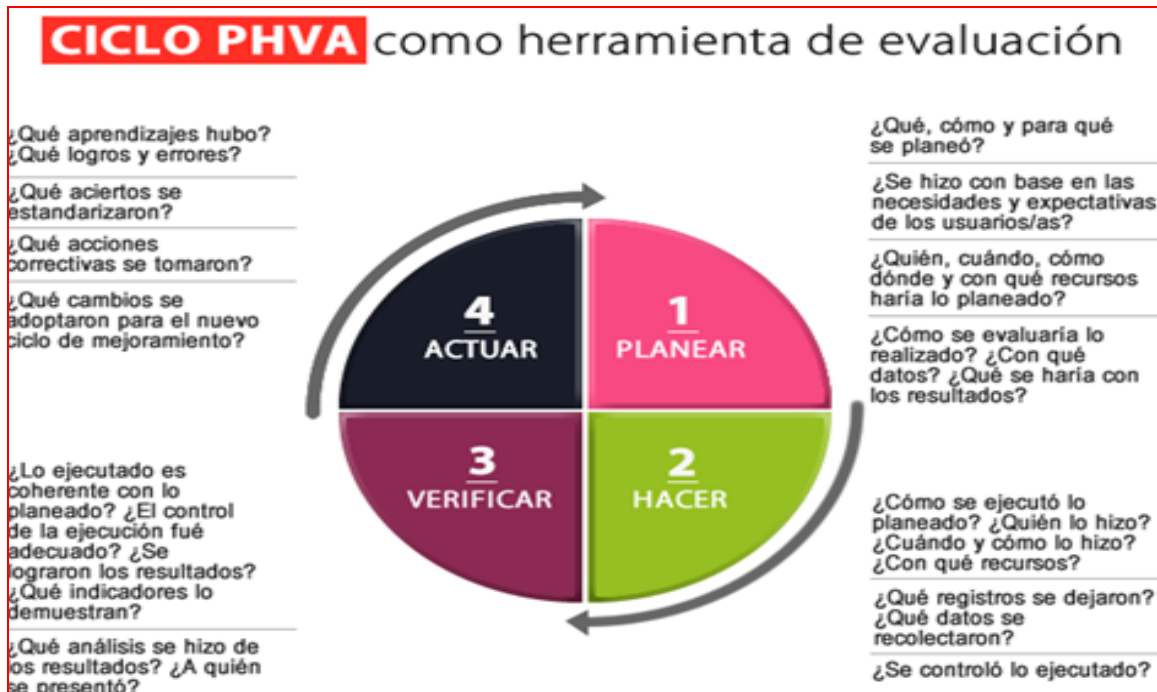 CICLO PHVA como herramienta de evaluación
¿Qué aprendizajes hubo?
¿Qué logros y errores?
¿Qué aciertos se
estandarizaron?
¿Qué acciones
correctivas se tomaron?
¿Qué cambios se
adoptaron para el nuevo
ciclo de mejoramiento?
4
ACTUAR
1
PLANEAR
¿Qué, cómo y para qué
se planeó?
¿Se hizo con base en las
necesidades y expectativas
de los usuarios/as?
¿Quién, cuándo, cómo
dónde y con qué recursos
haría lo planeado?
¿Cómo se evaluaría lo
realizado? ¿Con qué
datos? ¿Qué se haría con
los resultados?
¿Lo ejecutado es
coherente con lo
planeado? ¿El control
de la ejecución fué
adecuado? ¿Se
lograron los resultados?
¿Qué indicadores lo
demuestran?
¿Qué análisis se hizo de
los resultados? ¿A quién
se presentó?
3
VERIFICAR
2
HACER
¿Cómo se ejecutó lo
planeado? ¿Quién lo hizo?
¿Cuándo y cómo lo hizo?
¿Con qué recursos?
¿Qué registros se dejaron?
¿Qué datos se
recolectaron?
¿Se controló lo ejecutado?